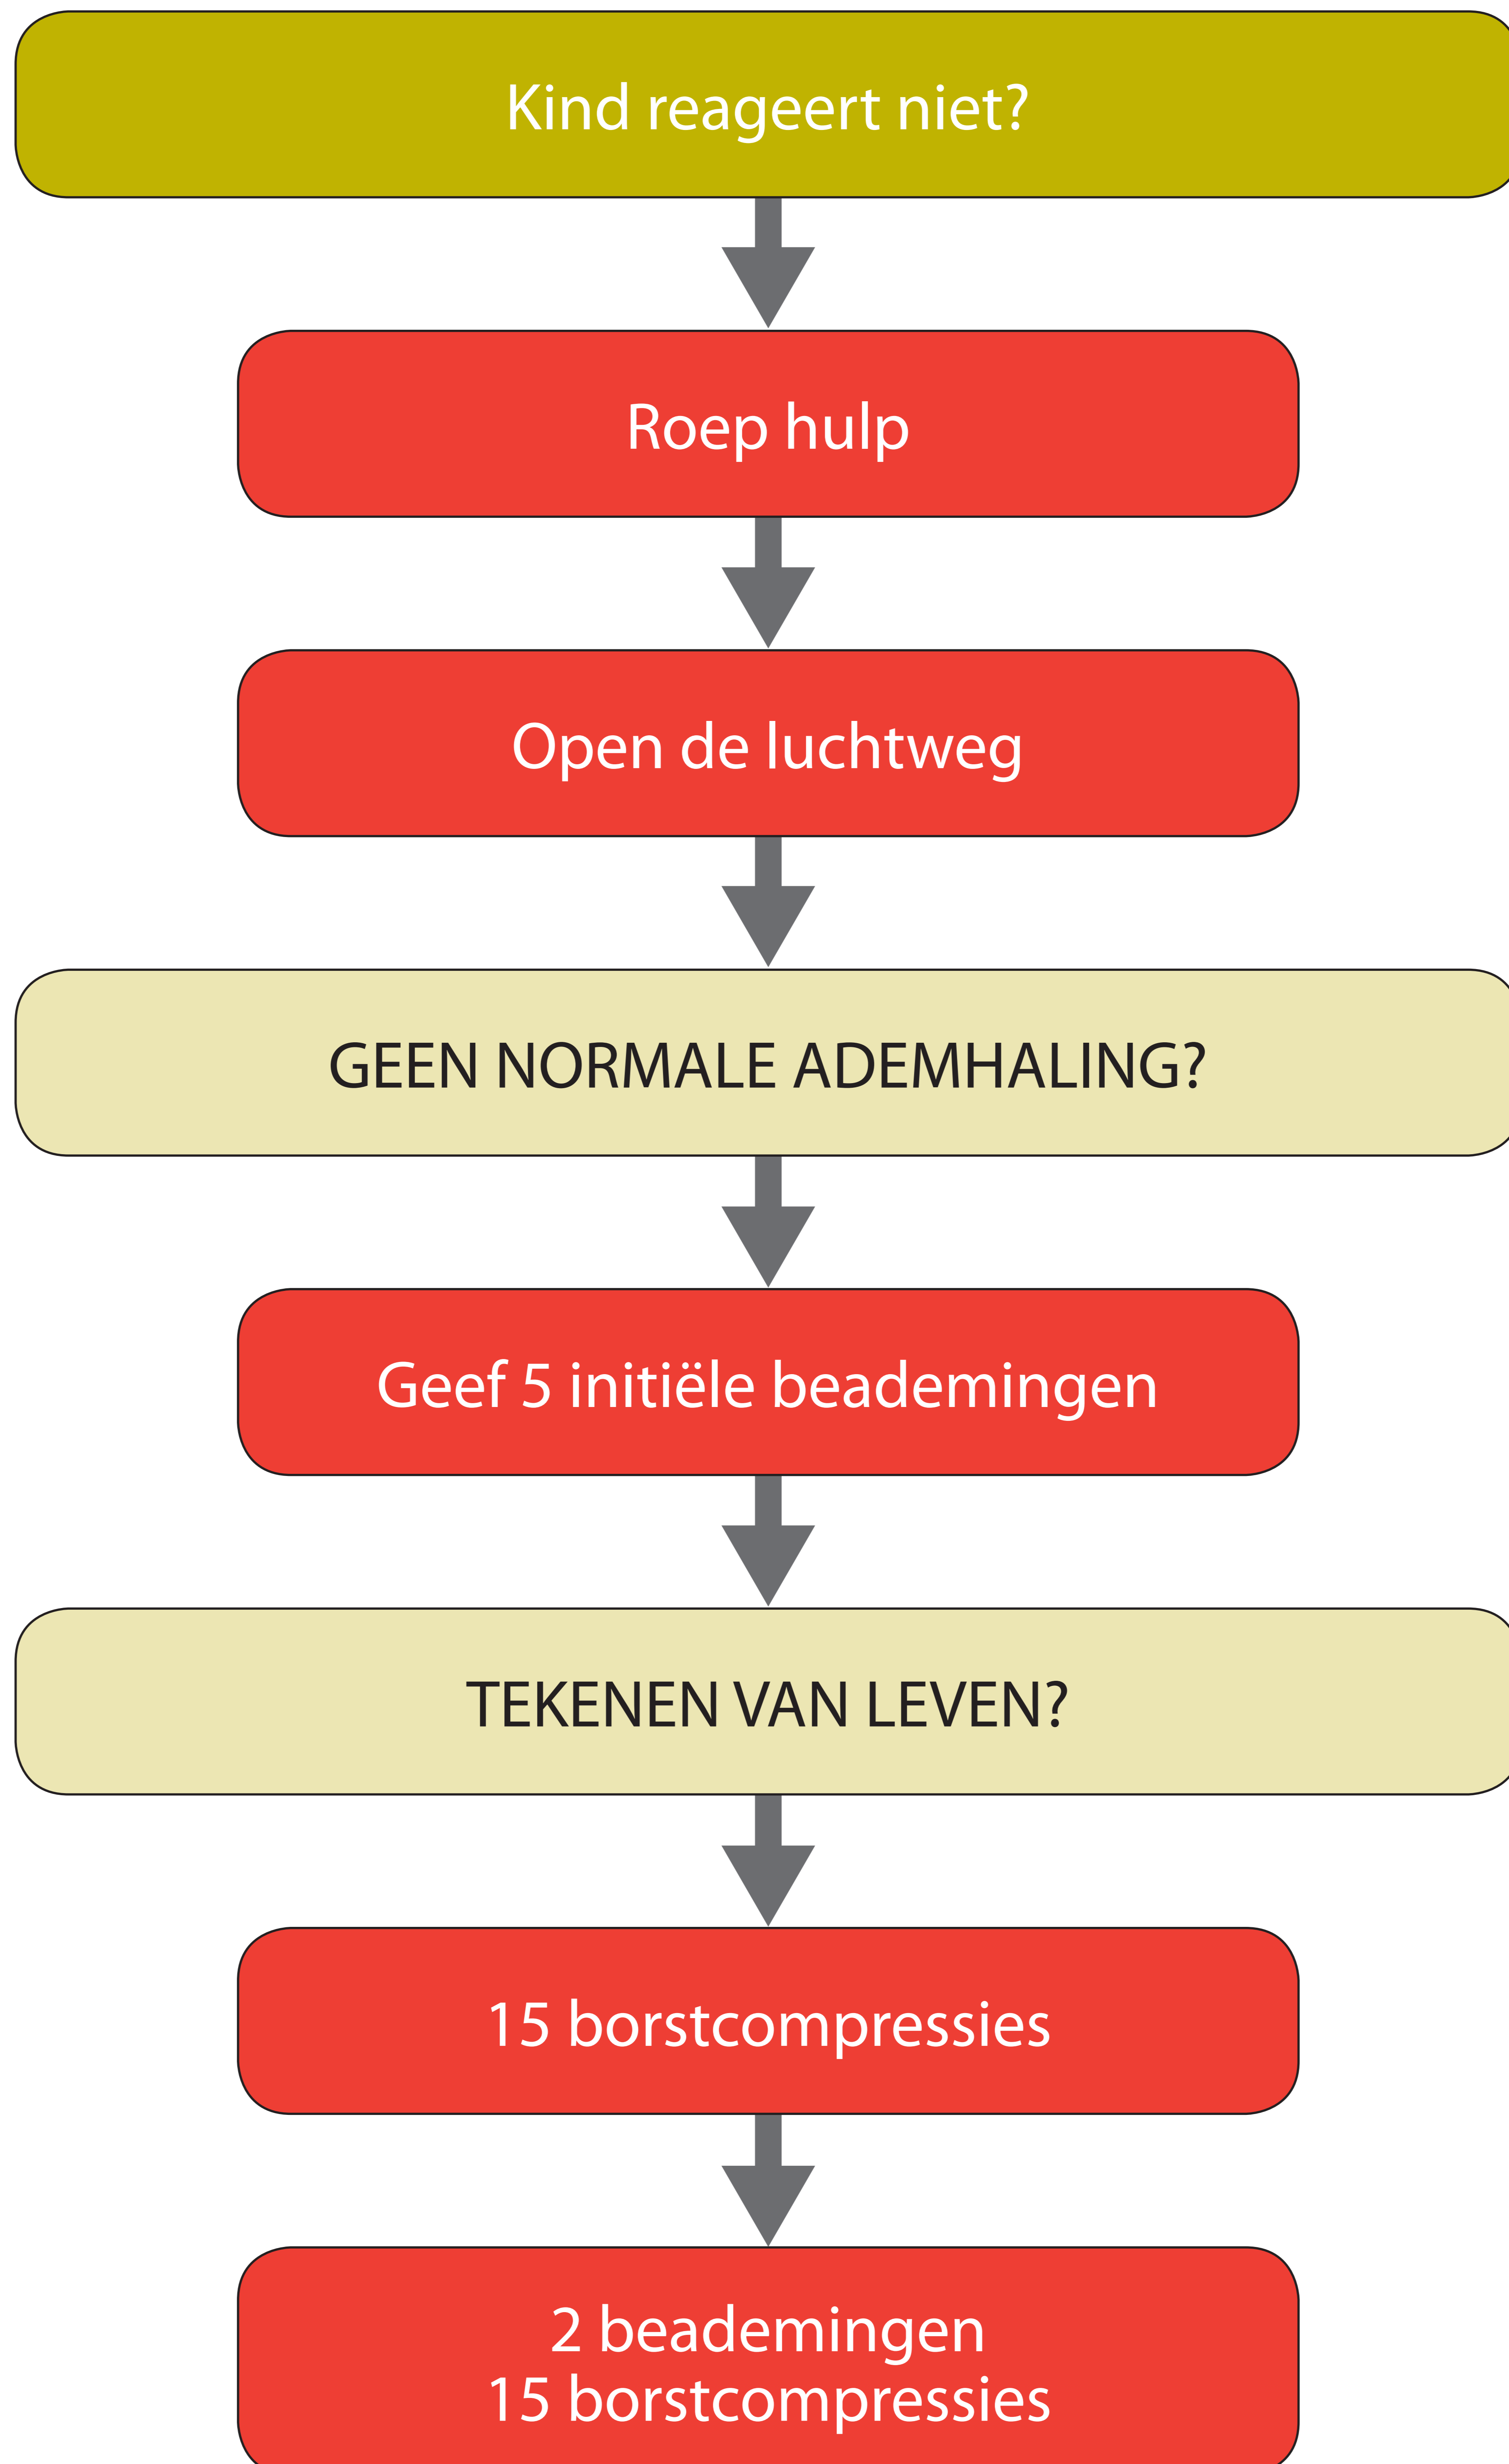 Kind reageert niet?
Roep hulp
Open de luchtweg
GEEN NORMALE ADEMHALING?
Geef 5 initiële beademingen
TEKENEN VAN LEVEN?
15 borstcompressies
2 beademingen
15 borstcompressies